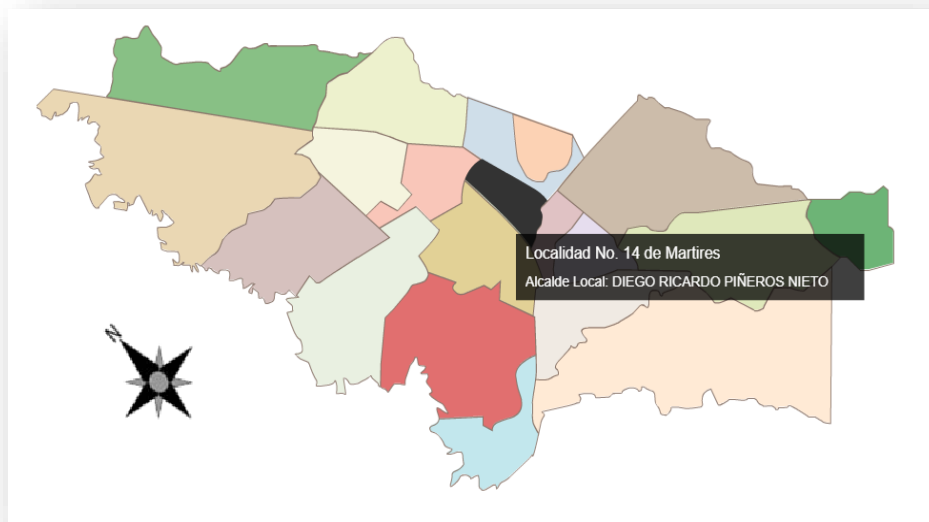 Localidad No. 14 de Martires
Alcalde Local: DIEGO RICARDO PIÑEROS NIETO
N